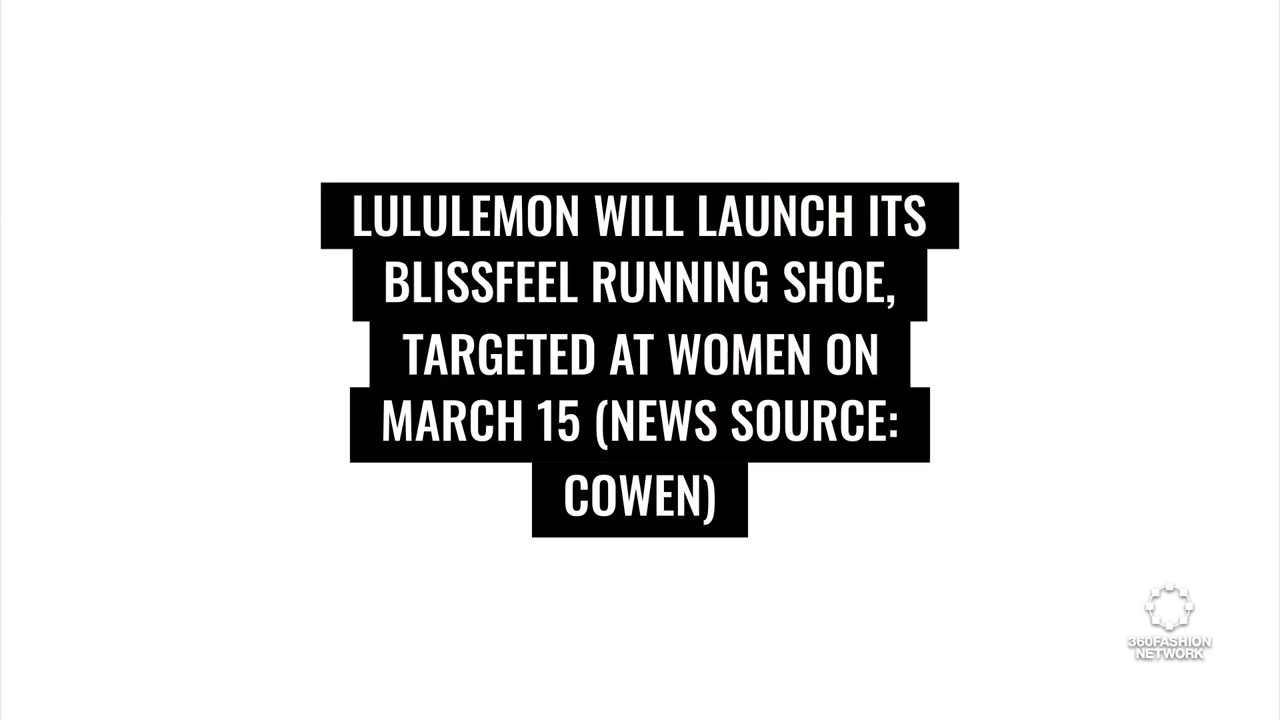 LULULEMON WILL LAUNCH ITS
BLISSFEEL RUNNING SHOE,
TARGETED AT WOMEN ON
MARCH 15 (NEWS SOURCE:
COWEN)
360FASHION
NETWORK